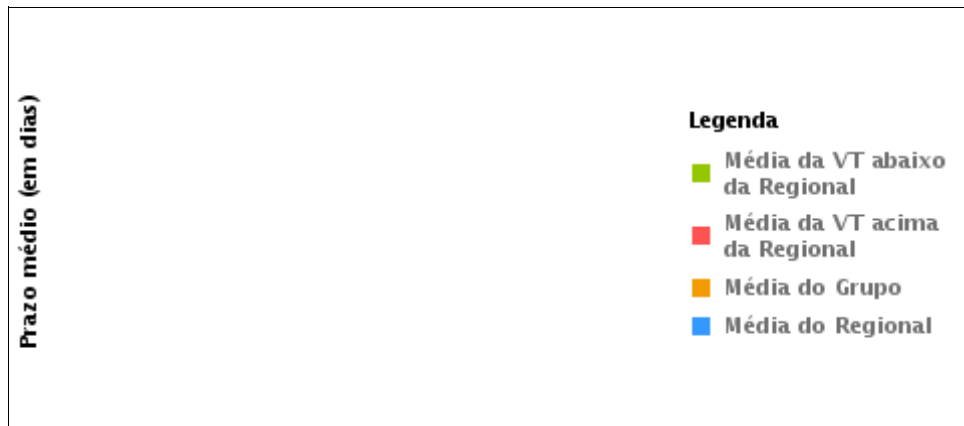 Prazo médio (em dias)
Legenda
Média da VT abaixo
da Regional
Média da VT acima
da Regional
Média do Grupo
Média do Regional